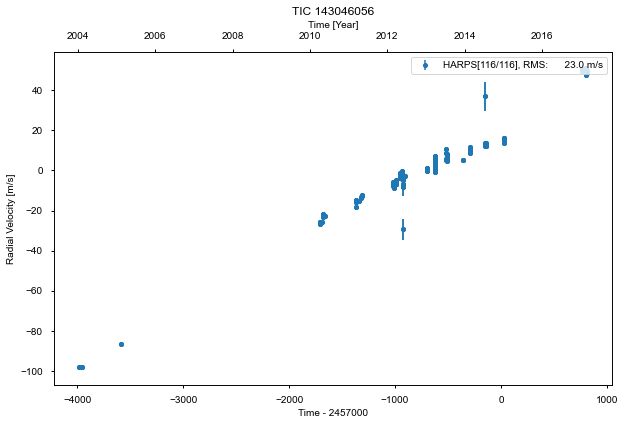 TIC 143046056
Time [Year]
2004 2006 2008 2010 2012 2014 2016
HARPS[116/116], RMS: 23.0 m/s
40
20
0
−20
−40
−60
−80
−100
Radial Velocity [m/s]
−4000 −3000 −2000 −1000 0 1000
Time - 2457000